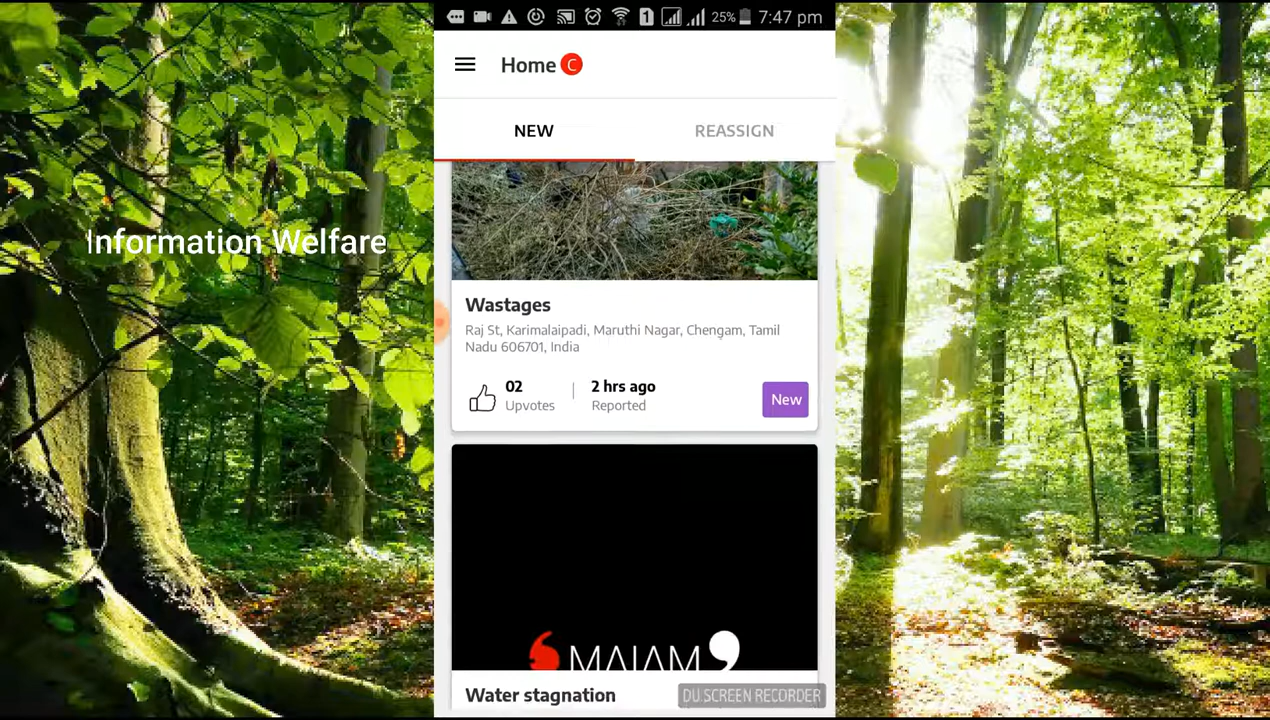 1 25% 7:47 pm
Home C
NEW REASSIGN
Information Welfare
Wastages
Raj St, Karimalaipadi, Maruthi Nagar, Chengam, Tamil
Nadu 606701, India
02 2 hrs ago
Upvotes Reported New
MAIAM
Water stagnation DU SCREEN RECORDER